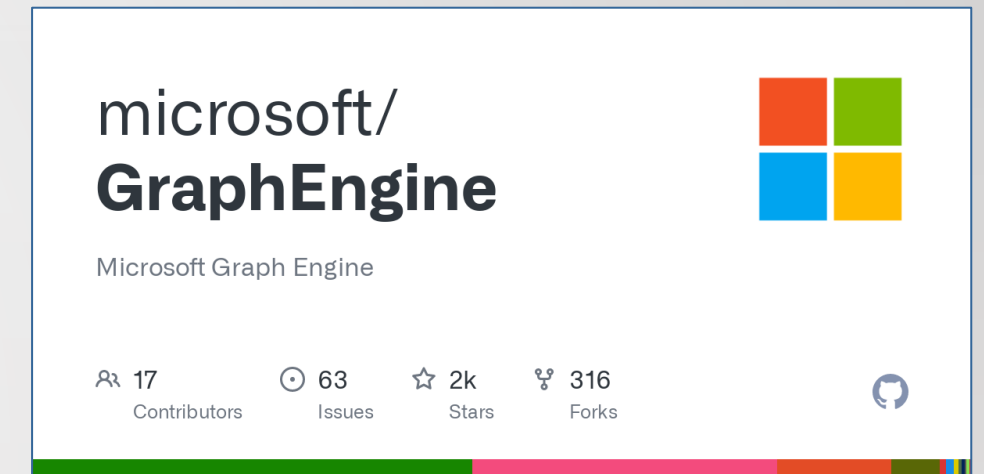 microsoft/
GraphEngine
Microsoft Graph Engine
17 63 2k 316
Contributors Issues Stars Forks